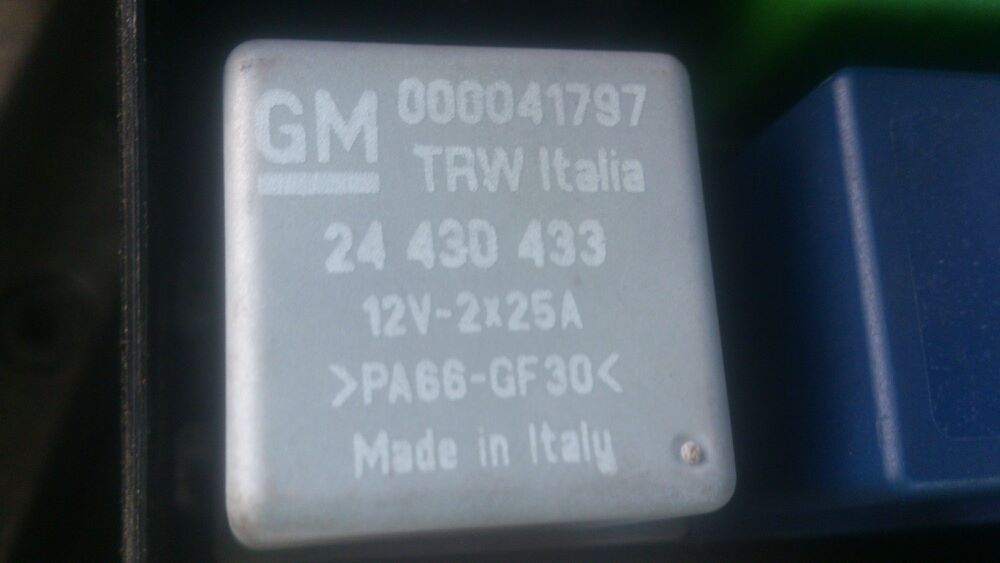 GM 000041797
TRW Italia
24 430 433
12V-2x25A
>PA66-GF30<
Made in Italy